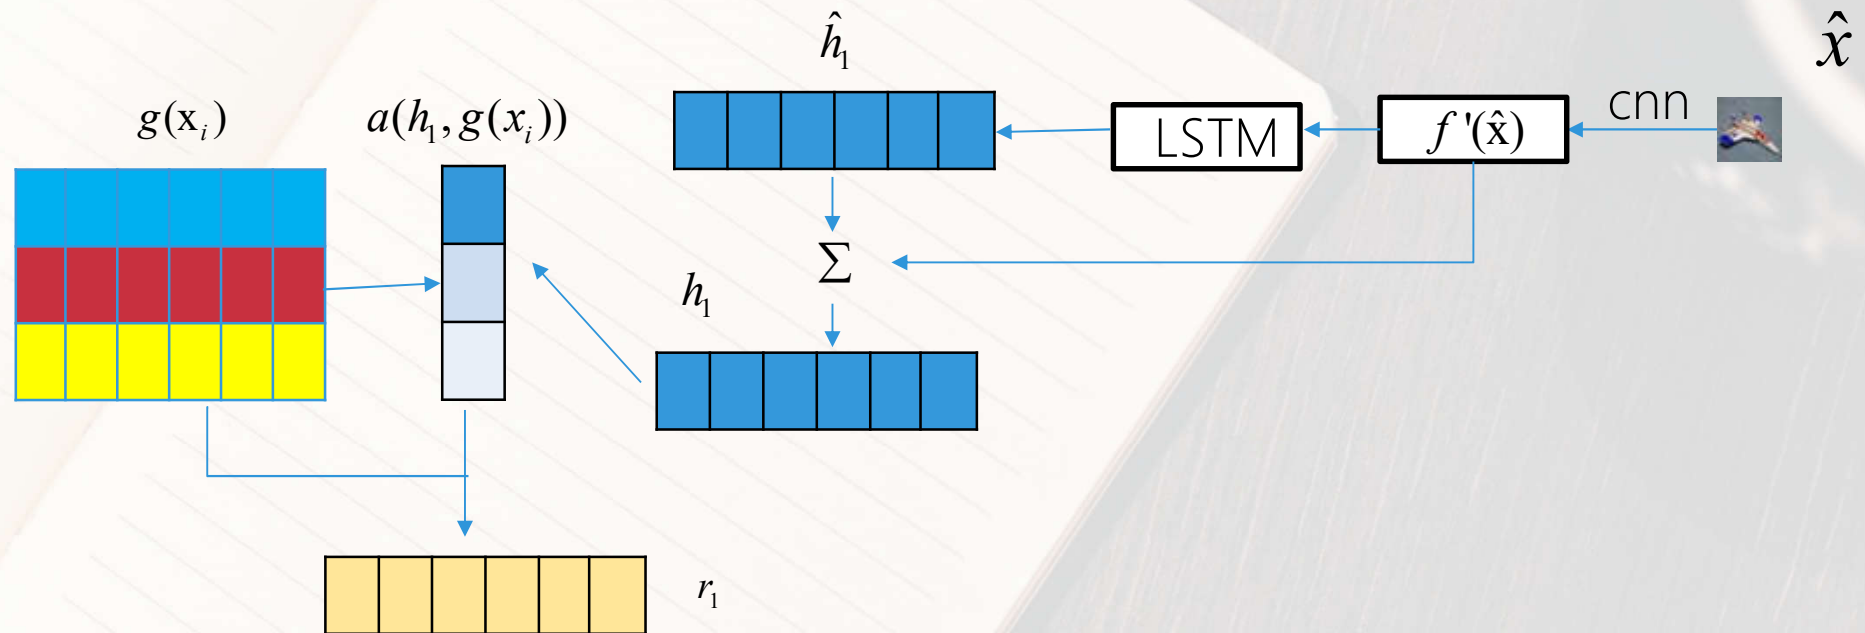 x̂
ĥ₁
g(xᵢ)
a(h₁, g(xᵢ))
LSTM
f'(x̂)
cnn
Σ
h₁
r₁